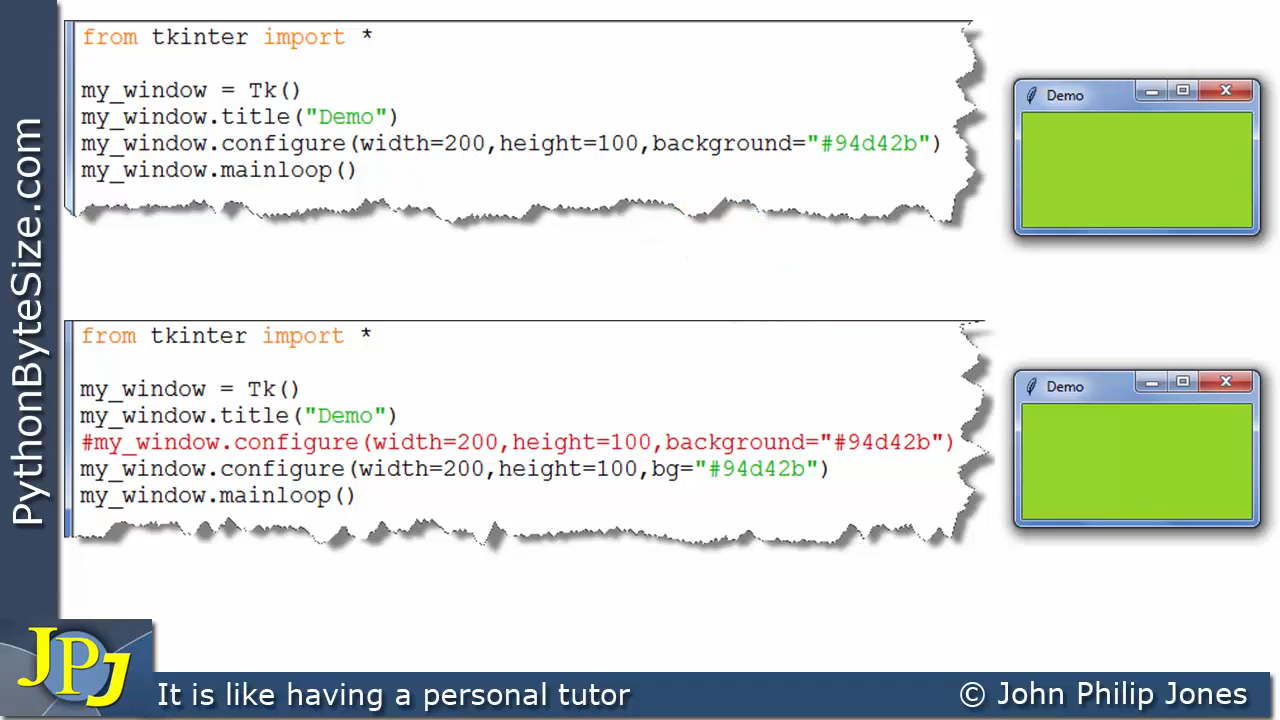 PythonByteSize.com
from tkinter import *
my_window = Tk()
my_window.title("Demo")
my_window.configure(width=200,height=100,background="#94d42b")
my_window.mainloop()
Demo
from tkinter import *
my_window = Tk()
my_window.title("Demo")
#my_window.configure(width=200,height=100,background="#94d42b")
my_window.configure(width=200,height=100,bg="#94d42b")
my_window.mainloop()
Demo
JPJ
It is like having a personal tutor
© John Philip Jones